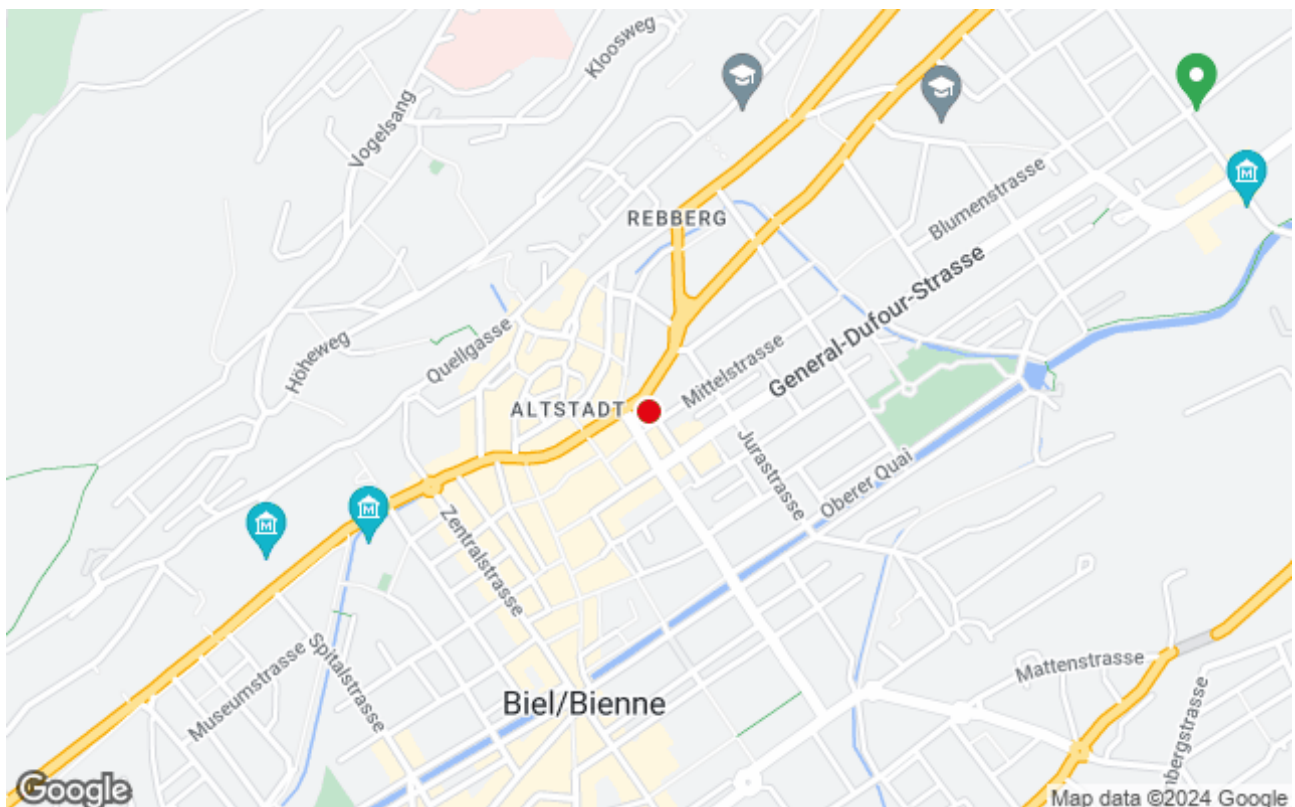 Kloosweg
Vogelsang
REBBERG
Blumenstrasse
General-Dufour-Strasse
Höheweg
Quellgasse
Mittelstrasse
ALTSTADT
Jurastrasse
Oberer Quai
Zentralstrasse
Museumstrasse
Spitalstrasse
Mattenstrasse
Biel/Bienne
nbergstrasse
Google
Map data ©2024 Google